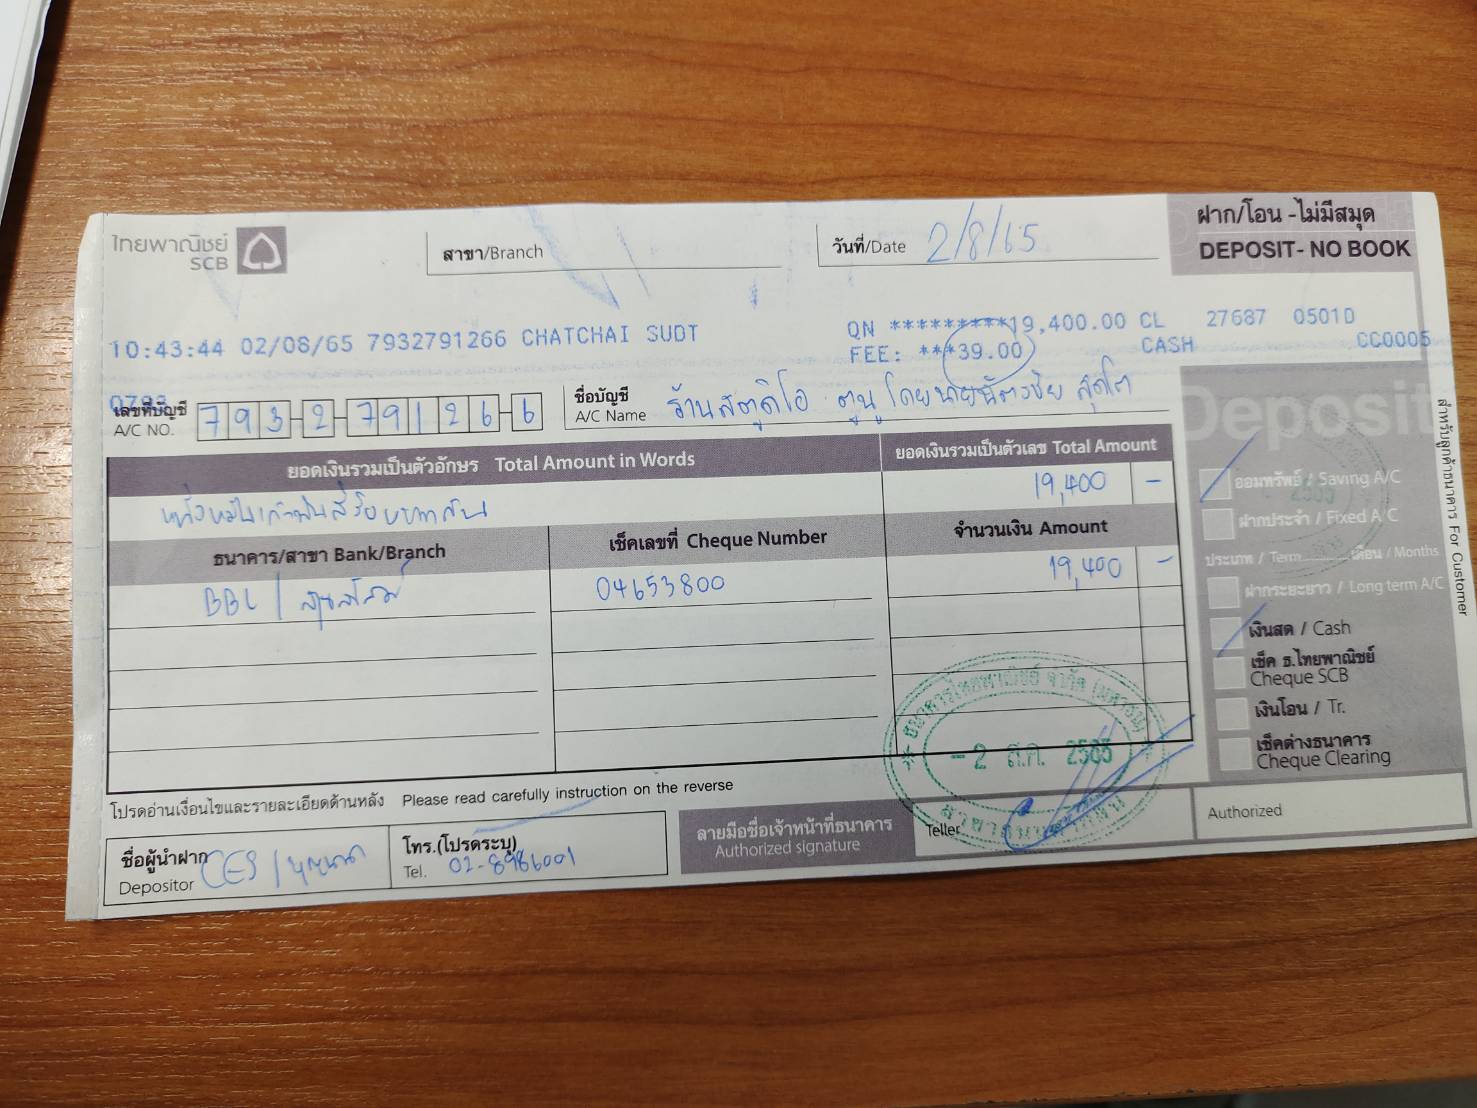 ไทยพาณิชย์
SCB
สาขา/Branch
วันที่/Date 2/8/65
ฝาก/โอน -ไม่มีสมุด
DEPOSIT- NO BOOK
10:43:44 02/08/65 7932791266 CHATCHAI SUDT QN **********19,400.00 CL 27687 0501D
FEE: ***39.00 CASH CC0005
0793
เลขที่บัญชี
A/C NO. 793-2-79126-6
ชื่อบัญชี
A/C Name ร้านสตูดิโอ ตูนู โดยนายฉัตรชัย สุดโต
Deposit
ยอดเงินรวมเป็นตัวอักษร Total Amount in Words
ยอดเงินรวมเป็นตัวเลข Total Amount
หนึ่งหมื่นเก้าพันสี่ร้อยบาทถ้วน
19,400 -
ธนาคาร/สาขา Bank/Branch
เช็คเลขที่ Cheque Number
จำนวนเงิน Amount
BBL /
04653800
19,400 -
ออมทรัพย์ / Saving A/C
ฝากประจำ / Fixed A/C
ประเภท / Term เดือน / Months
ฝากระยะยาว / Long term A/C
เงินสด / Cash
เช็ค ธ.ไทยพาณิชย์
Cheque SCB
เงินโอน / Tr.
เช็คต่างธนาคาร
Cheque Clearing
สำหรับลูกค้าธนาคาร For Customer
ธนาคารไทยพาณิชย์ จำกัด (มหาชน)
-2 ส.ค. 2565
โปรดอ่านเงื่อนไขและรายละเอียดด้านหลัง Please read carefully instruction on the reverse
ชื่อผู้นำฝาก
Depositor CES /
โทร.(โปรดระบุ)
Tel. 02-8986001
ลายมือชื่อเจ้าหน้าที่ธนาคาร
Authorized signature
Teller
Authorized